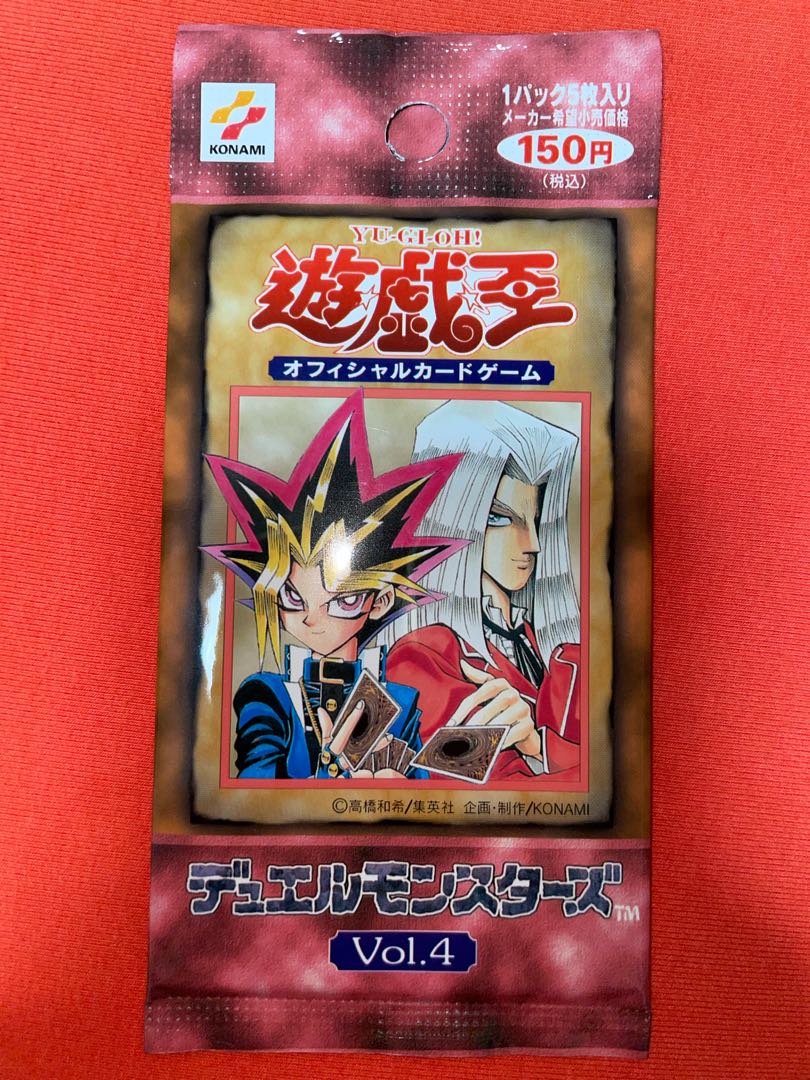 KONAMI
1パック5枚入り
メーカー希望小売価格
150円
(税込)
YU-GI-OH!
遊戯王
オフィシャルカードゲーム
©高橋和希/集英社 企画・制作/KONAMI
デュエルモンスターズ™
Vol.4